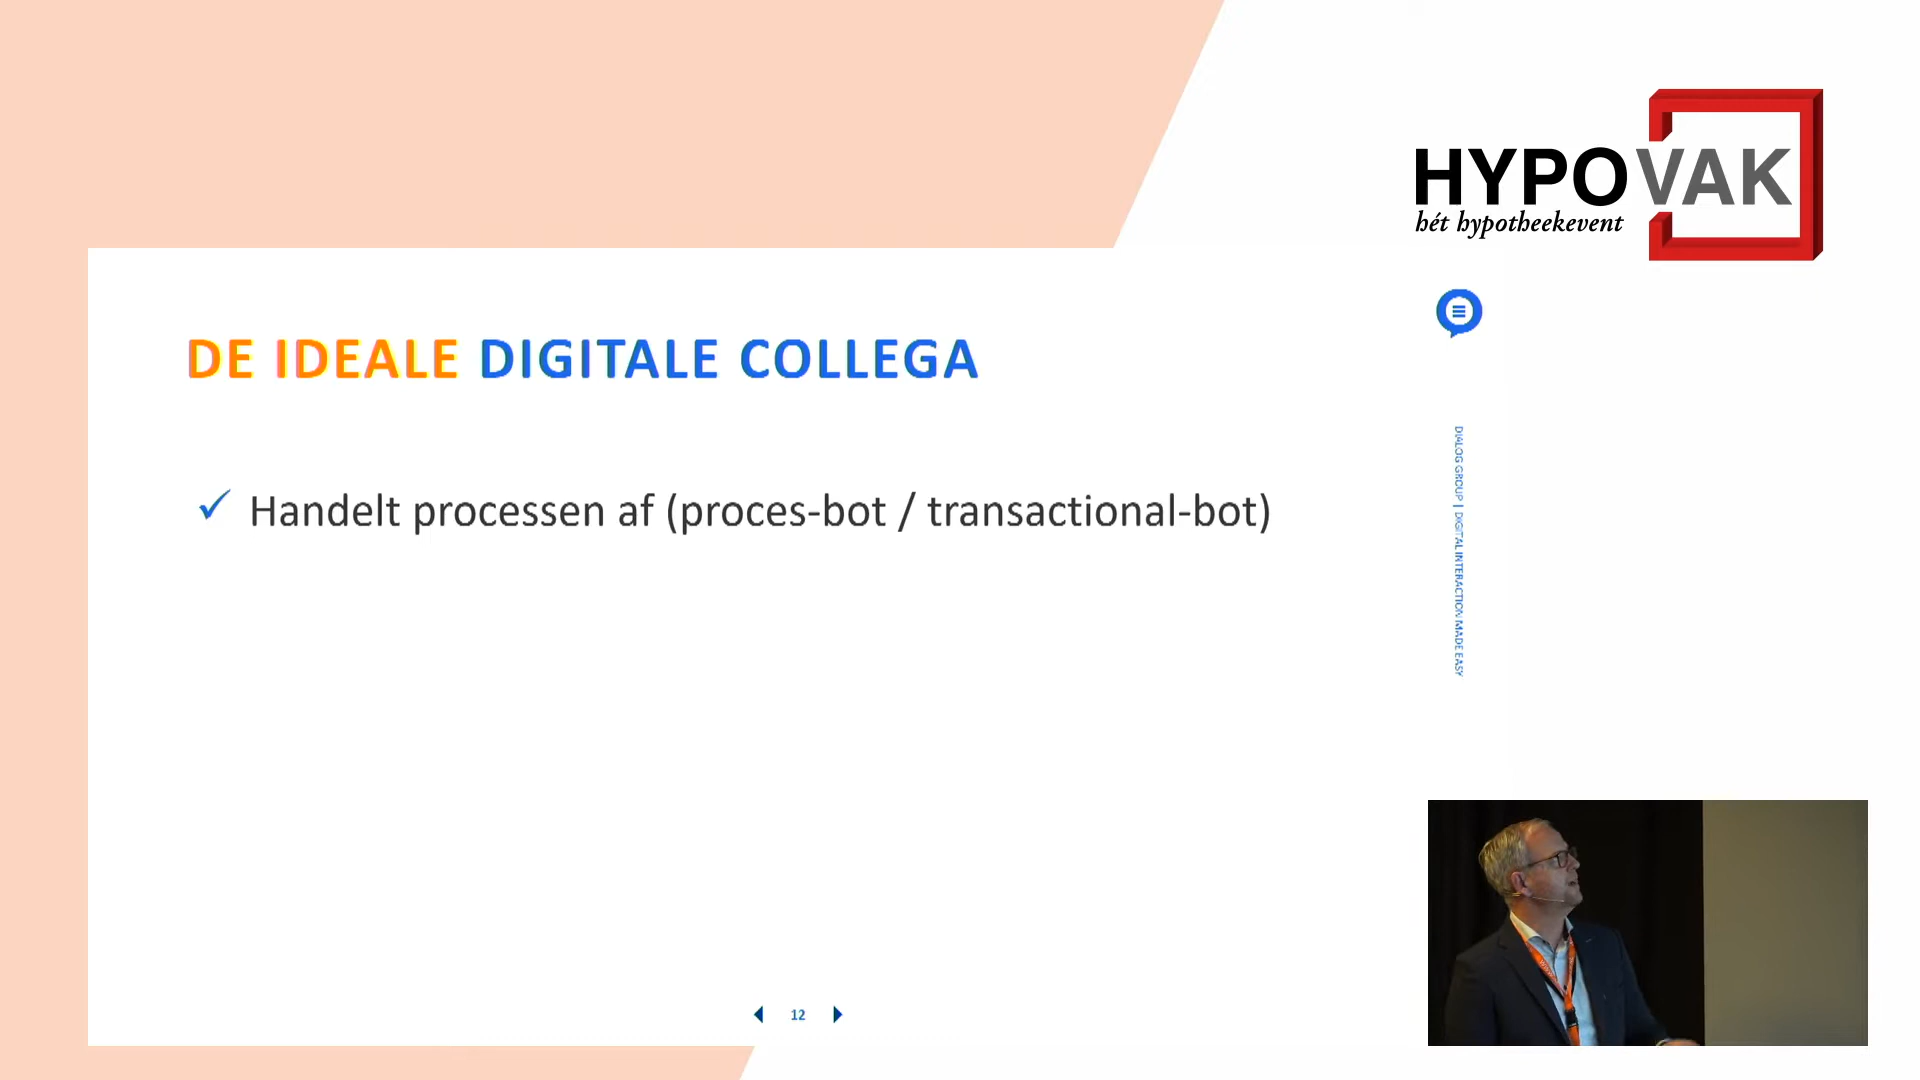 HYPOVAK
hét hypotheekevent
DE IDEALE DIGITALE COLLEGA
✓ Handelt processen af (proces-bot / transactional-bot)
DIALOG GROUP | DIGITAL INTERACTION MADE EASY
12